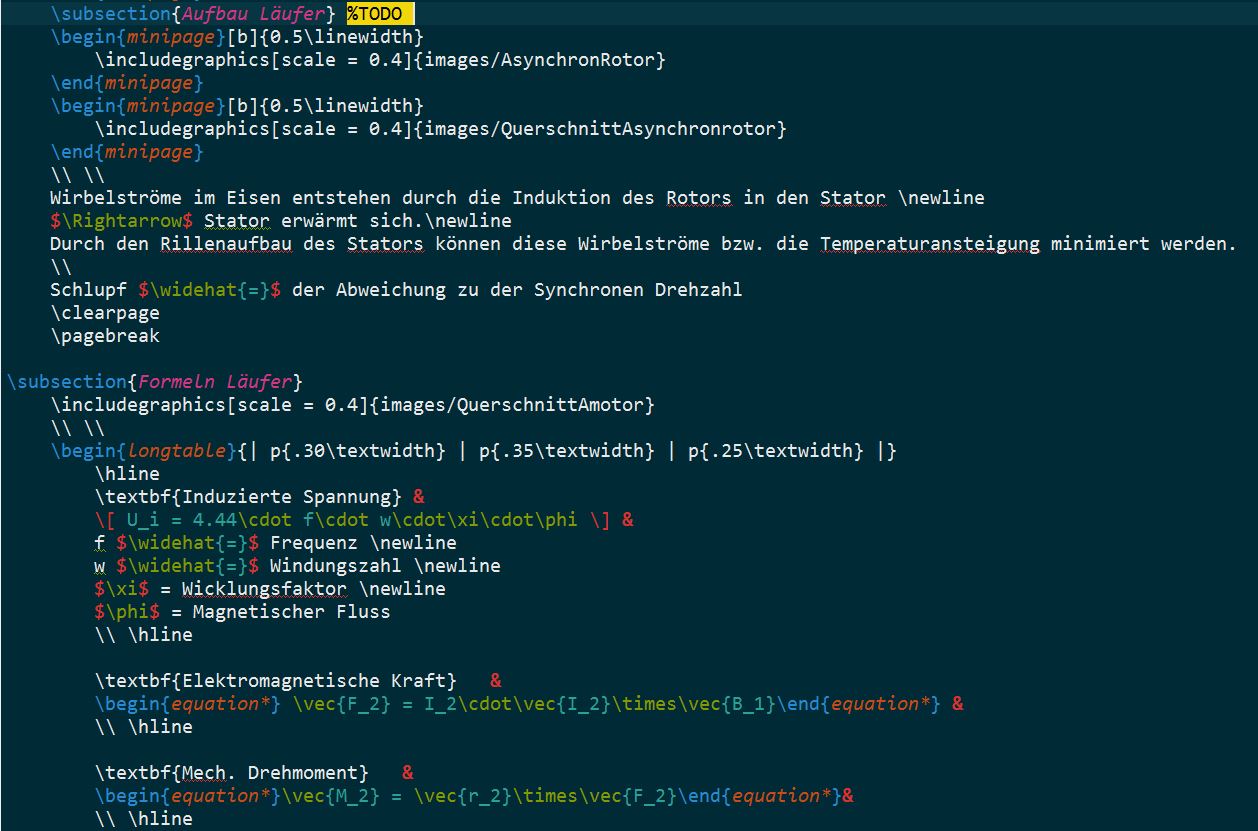 \subsection{Aufbau Läufer} %TODO
\begin{minipage}[b]{0.5\linewidth}
\includegraphics[scale = 0.4]{images/AsynchronRotor}
\end{minipage}
\begin{minipage}[b]{0.5\linewidth}
\includegraphics[scale = 0.4]{images/QuerschnittAsynchronrotor}
\end{minipage}
\\ \\
Wirbelströme im Eisen entstehen durch die Induktion des Rotors in den Stator \newline
$\Rightarrow$ Stator erwärmt sich.\newline
Durch den Rillenaufbau des Stators können diese Wirbelströme bzw. die Temperaturansteigung minimiert werden.
\\
Schlupf $\widehat{=}$ der Abweichung zu der Synchronen Drehzahl
\clearpage
\pagebreak
\subsection{Formeln Läufer}
\includegraphics[scale = 0.4]{images/QuerschnittAmotor}
\\ \\
\begin{longtable}{| p{.30\textwidth} | p{.35\textwidth} | p{.25\textwidth} |}
\hline
\textbf{Induzierte Spannung} &
\[ U_i = 4.44\cdot f\cdot w\cdot\xi\cdot\phi \] &
f $\widehat{=}$ Frequenz \newline
w $\widehat{=}$ Windungszahl \newline
$\xi$ = Wicklungsfaktor \newline
$\phi$ = Magnetischer Fluss
\\ \hline
\textbf{Elektromagnetische Kraft} &
\begin{equation*} \vec{F_2} = I_2\cdot\vec{I_2}\times\vec{B_1}\end{equation*} &
\\ \hline
\textbf{Mech. Drehmoment} &
\begin{equation*}\vec{M_2} = \vec{r_2}\times\vec{F_2}\end{equation*}&
\\ \hline